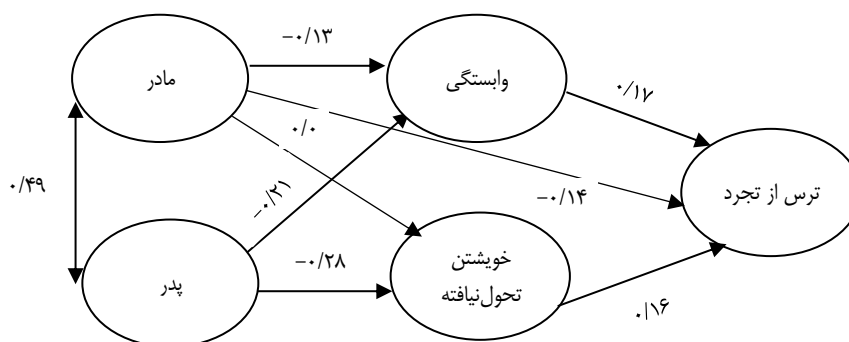 -۰/۱۳
مادر
وابستگی
۰/۱۷
۰/۰
۰/۴۹
-۰/۲۱
-۰/۱۴
ترس از تجرد
پدر
-۰/۲۸
خویشتن
تحول‌نیافته
۰/۱۶